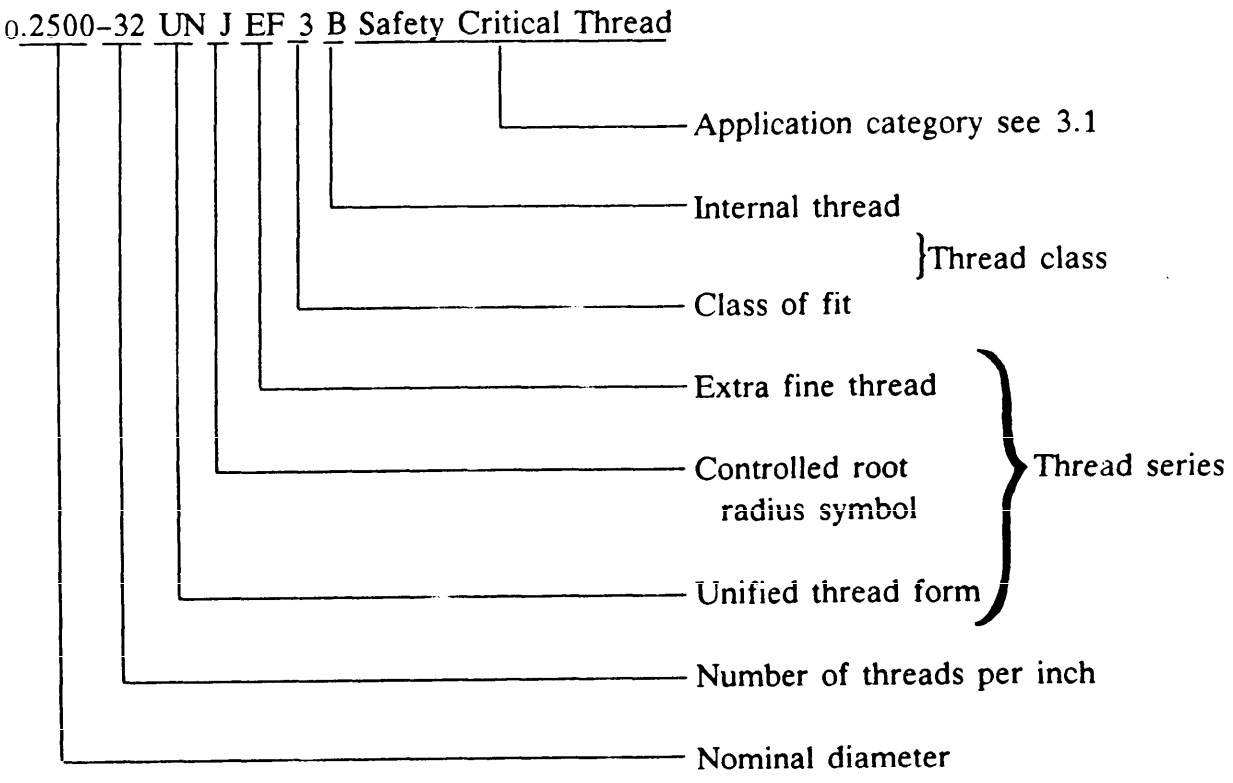 0.2500-32 UN J EF 3 B Safety Critical Thread
Application category see 3.1
Internal thread
}Thread class
Class of fit
Extra fine thread
Controlled root
radius symbol
Thread series
Unified thread form
Number of threads per inch
Nominal diameter